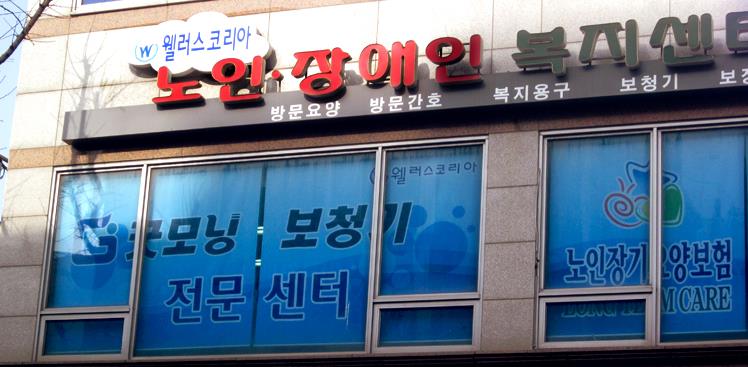 웰러스코리아
노인·장애인 복지센터
방문요양 방문간호 복지용구 보청기
웰러스코리아
굿모닝 보청기
전문 센터
노인장기요양보험
LONG TERM CARE